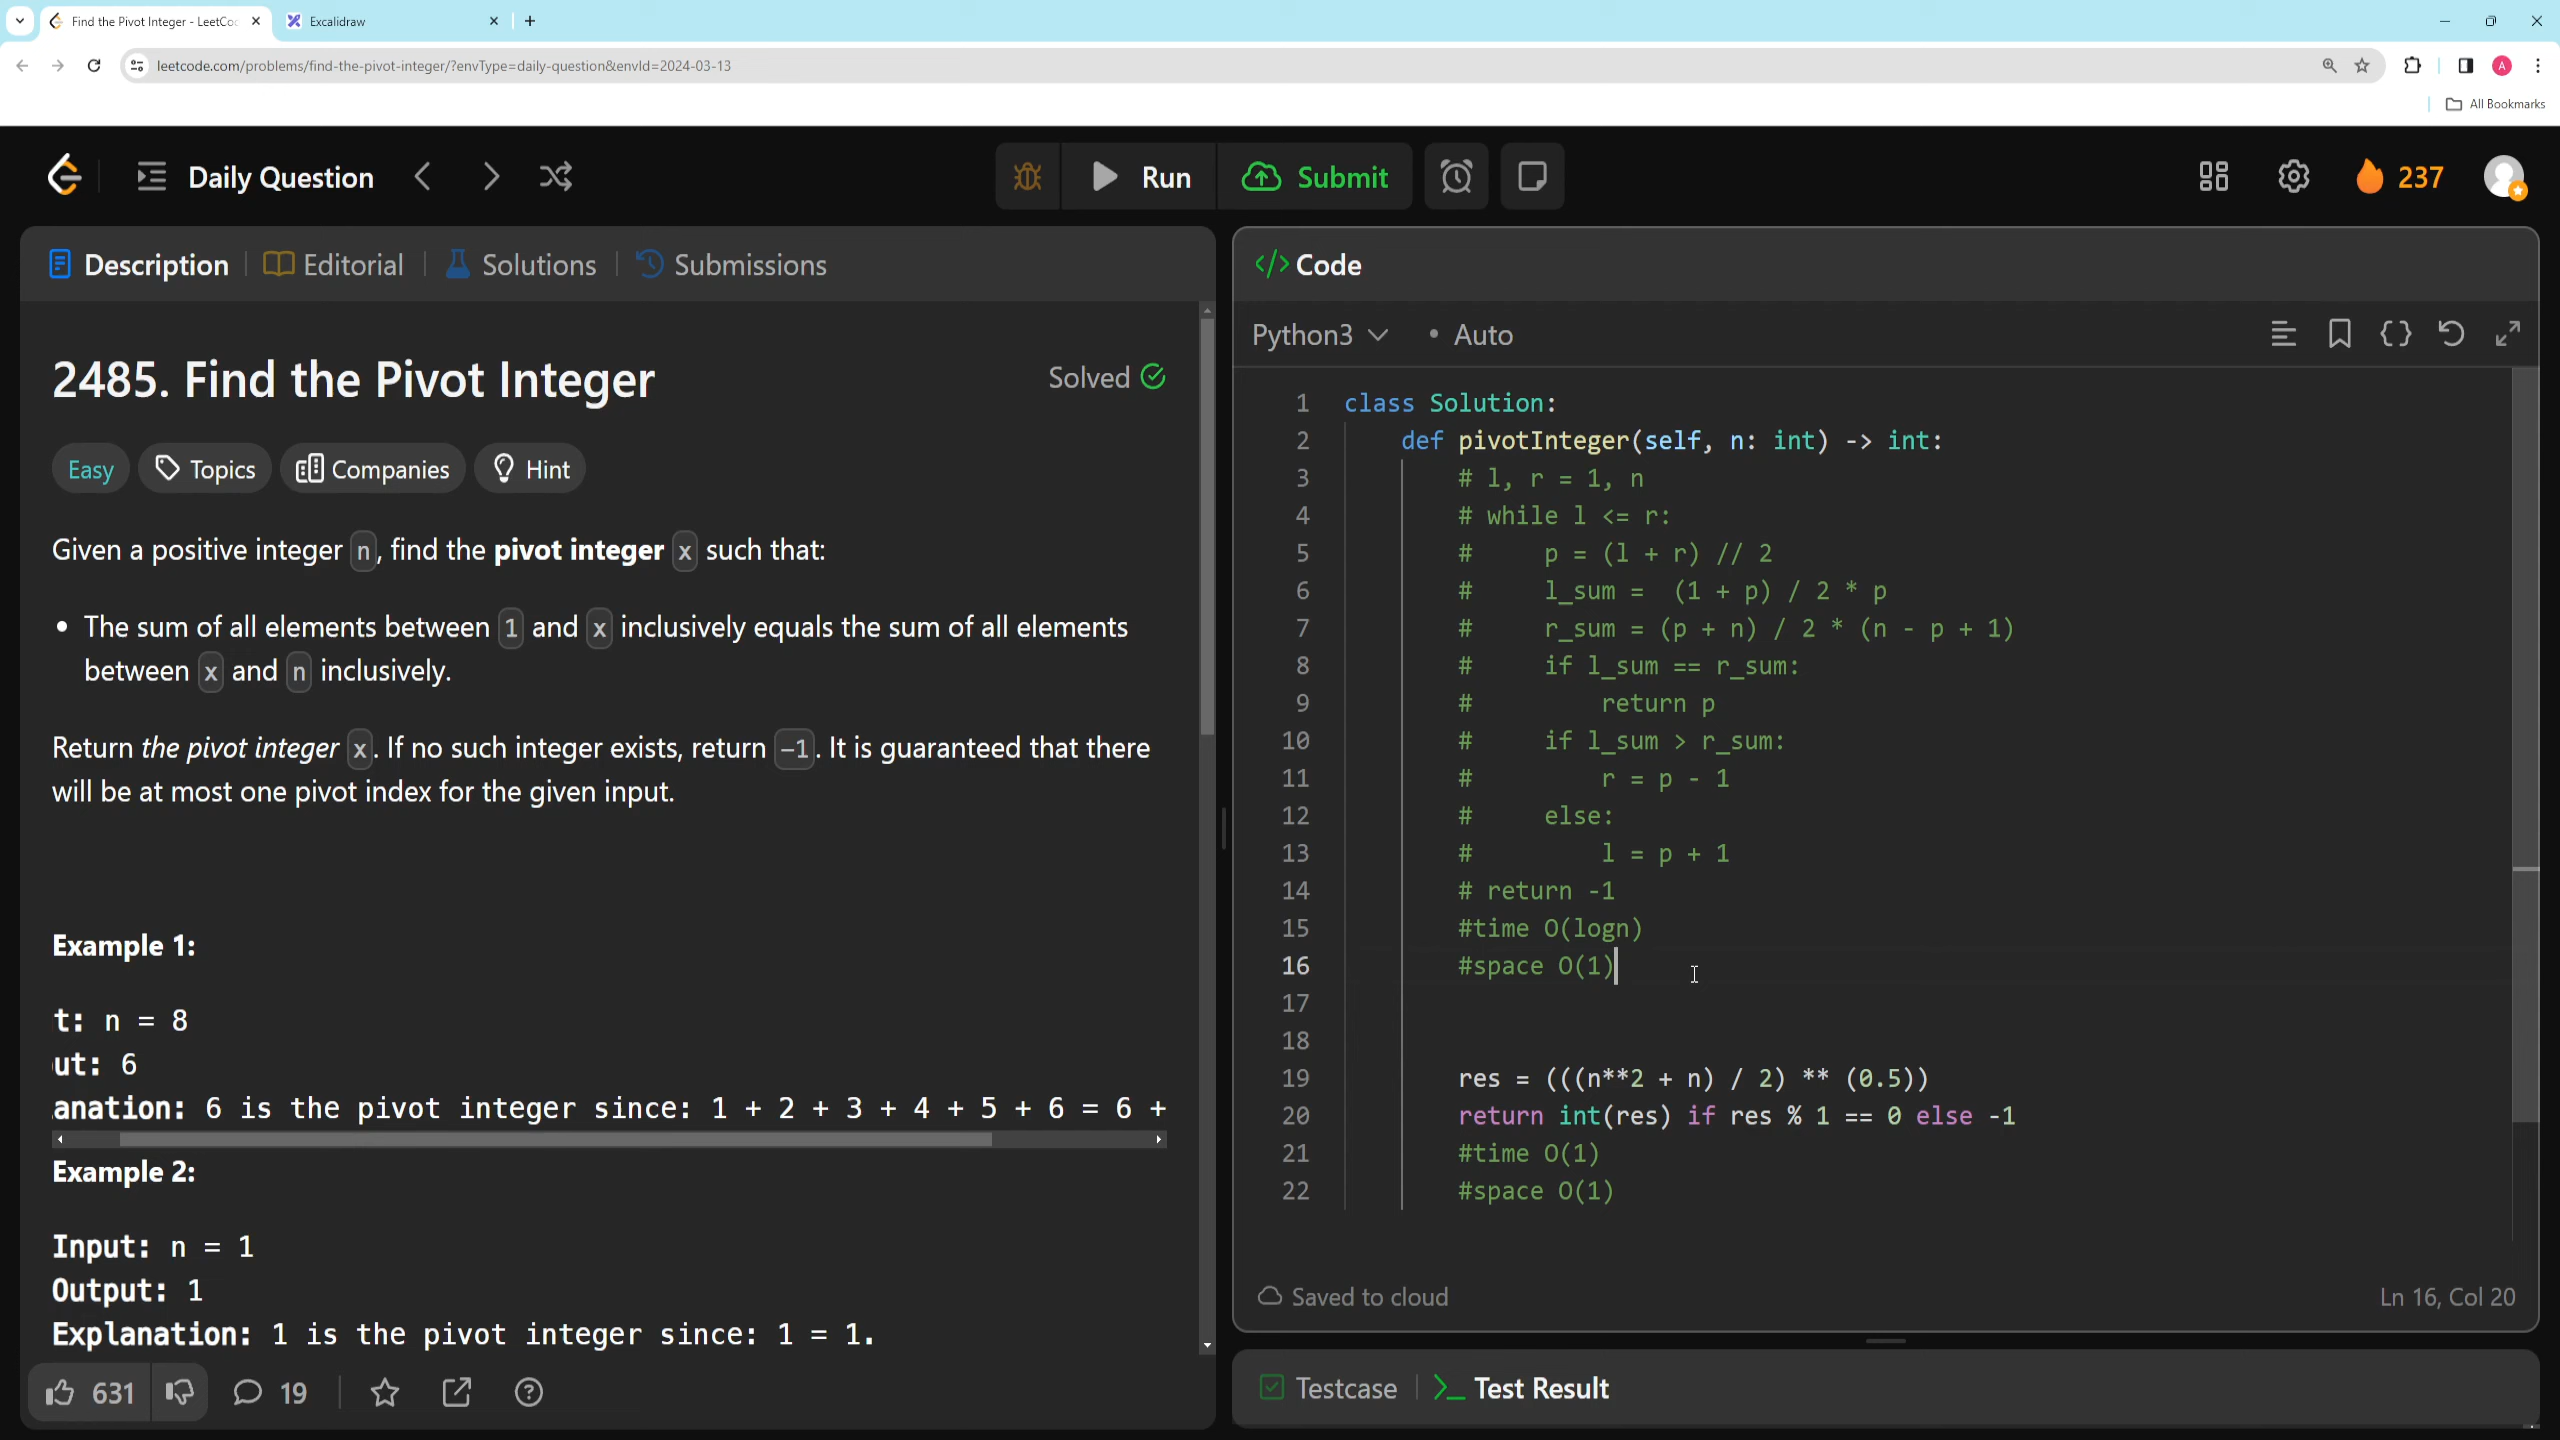 Find the Pivot Integer - LeetCo
Excalidraw
leetcode.com/problems/find-the-pivot-integer/?envType=daily-question&envId=2024-03-13
A
All Bookmarks
Daily Question
Run
Submit
237
Description
Editorial
Solutions
Submissions
</> Code
Python3
• Auto
2485. Find the Pivot Integer
Solved
Easy
Topics
Companies
Hint
Given a positive integer n, find the pivot integer x such that:
• The sum of all elements between 1 and x inclusively equals the sum of all elements
between x and n inclusively.
Return the pivot integer x. If no such integer exists, return -1. It is guaranteed that there
will be at most one pivot index for the given input.
Example 1:
t: n = 8
ut: 6
anation: 6 is the pivot integer since: 1 + 2 + 3 + 4 + 5 + 6 = 6 +
Example 2:
Input: n = 1
Output: 1
Explanation: 1 is the pivot integer since: 1 = 1.
631
19
1 class Solution:
2 def pivotInteger(self, n: int) -> int:
3 # l, r = 1, n
4 # while l <= r:
5 # p = (l + r) // 2
6 # l_sum =  (1 + p) / 2 * p
7 # r_sum = (p + n) / 2 * (n - p + 1)
8 # if l_sum == r_sum:
9 # return p
10 # if l_sum > r_sum:
11 # r = p - 1
12 # else:
13 # l = p + 1
14 # return -1
15 #time O(logn)
16 #space O(1)
17
18
19 res = (((n**2 + n) / 2) ** (0.5))
20 return int(res) if res % 1 == 0 else -1
21 #time O(1)
22 #space O(1)
Saved to cloud
Ln 16, Col 20
Testcase
Test Result